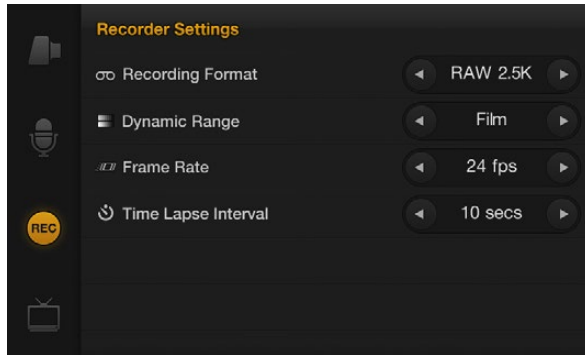 Recorder Settings
Recording Format RAW 2.5K
Dynamic Range Film
Frame Rate 24 fps
REC
Time Lapse Interval 10 secs